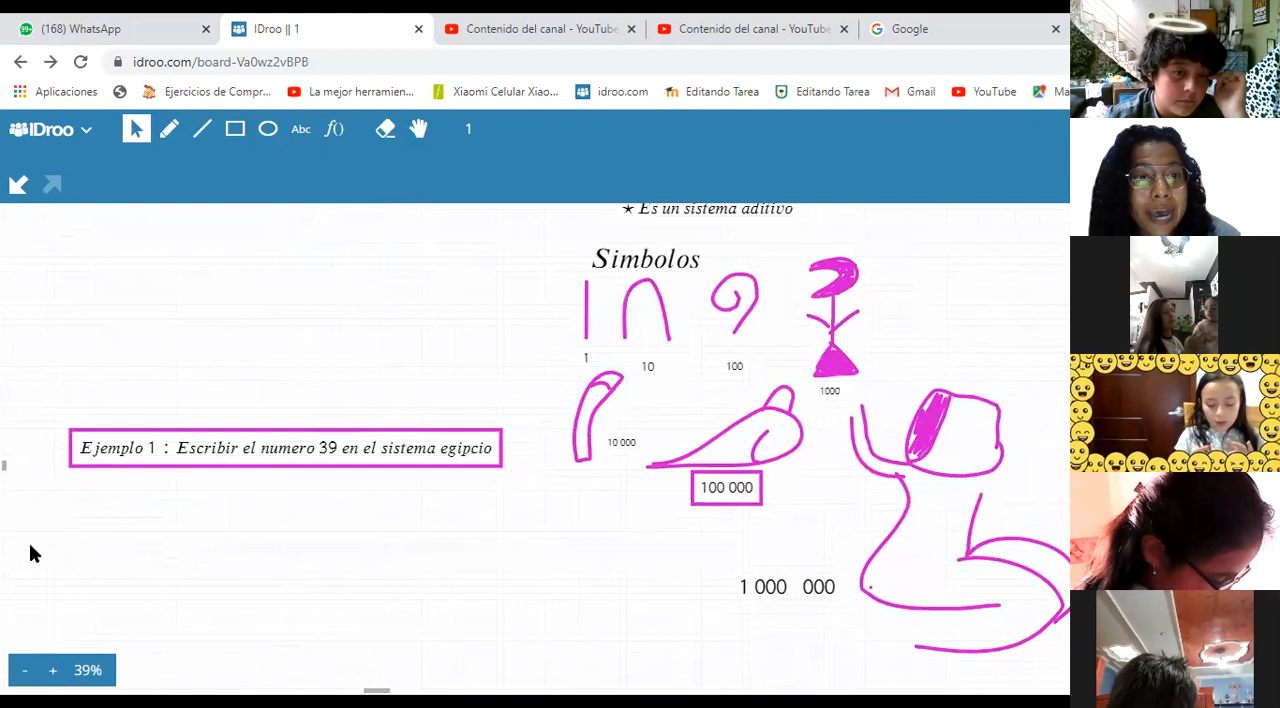 99+ (168) WhatsApp
IDroo || 1
Contenido del canal - YouTube
Contenido del canal - YouTube
Google
idroo.com/board-Va0wz2vBPB
Aplicaciones
Ejercicios de Compr...
La mejor herramien...
Xiaomi Celular Xiao...
idroo.com
Editando Tarea
Editando Tarea
Gmail
YouTube
Ma
IDroo
Abc
f()
1
★ Es un sistema aditivo
Simbolos
1
10
100
1000
10 000
100 000
1 000 000
Ejemplo 1 : Escribir el numero 39 en el sistema egipcio
- + 39%